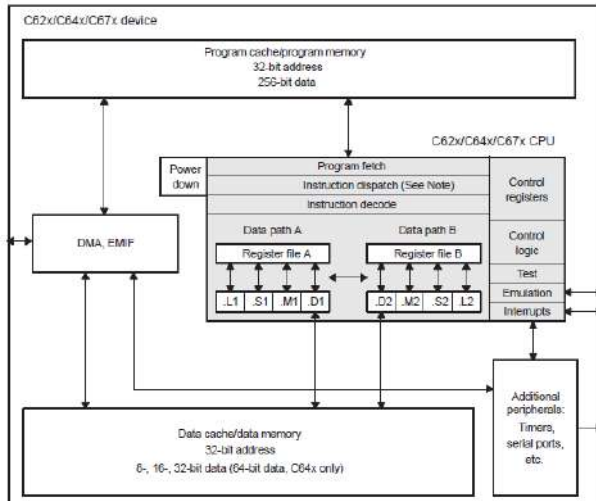 C62x/C64x/C67x device
Program cache/program memory
32-bit address
256-bit data
C62x/C64x/C67x CPU
Power
down
Program fetch
Instruction dispatch (See Note)
Instruction decode
Control
registers
DMA, EMIF
Data path A
Data path B
Register file A
Register file B
Control
logic
Test
.L1 .S1 .M1 .D1
.D2 .M2 .S2 .L2
Emulation
Interrupts
Additional
peripherals:
Timers,
serial ports,
etc.
Data cache/data memory
32-bit address
8-, 16-, 32-bit data (64-bit data, C64x only)